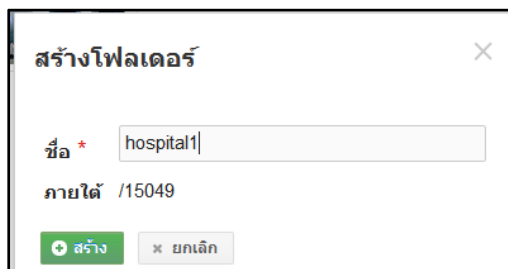 สร้างโฟลเดอร์
ชื่อ * hospital1
ภายใต้ /15049
สร้าง ยกเลิก